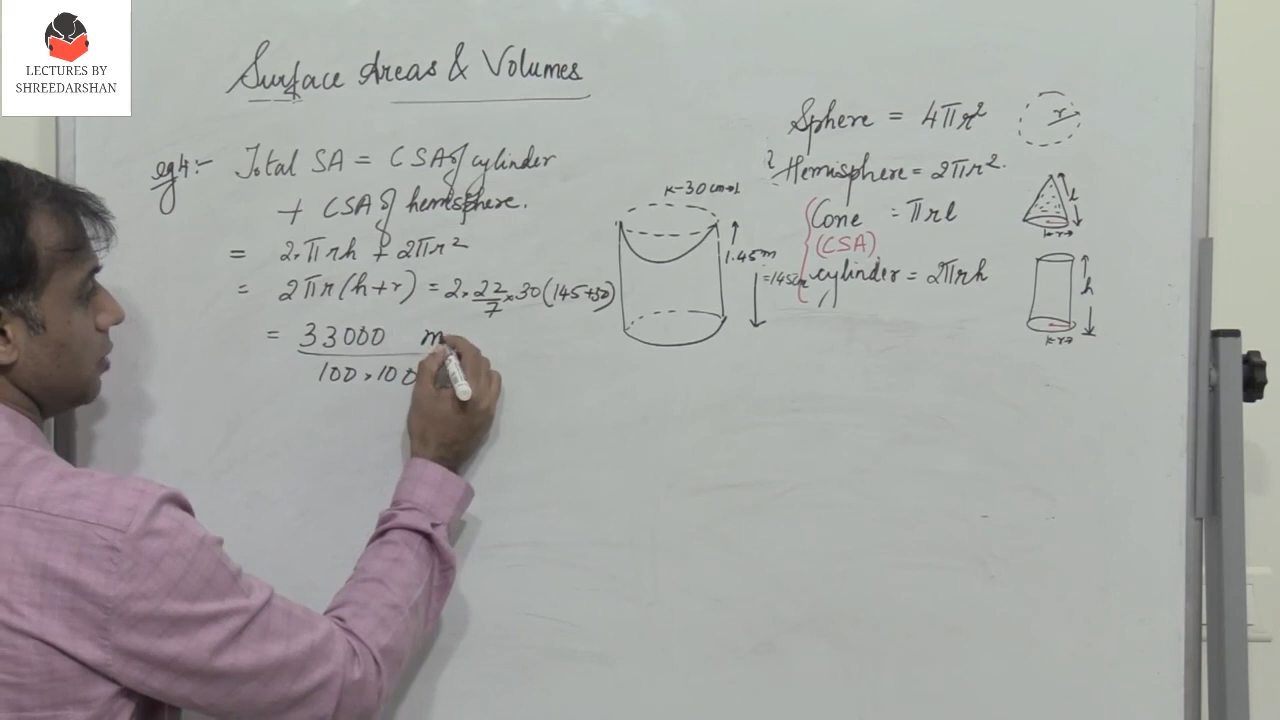 LECTURES BY
SHREEDARSHAN
Surface Areas & Volumes
eg4:- Total SA = CSA of cylinder
+ CSA of hemisphere.
= 2πrh + 2πr²
= 2πr(h+r) = 2 × 22/7 × 30(145+30)
= 33000 m
100 × 100
30 cm
1.45m
=145cm
Sphere = 4πr²
r
Hemisphere = 2πr².
Cone = πrl
(CSA)
cylinder = 2πrh
l
r
h
r